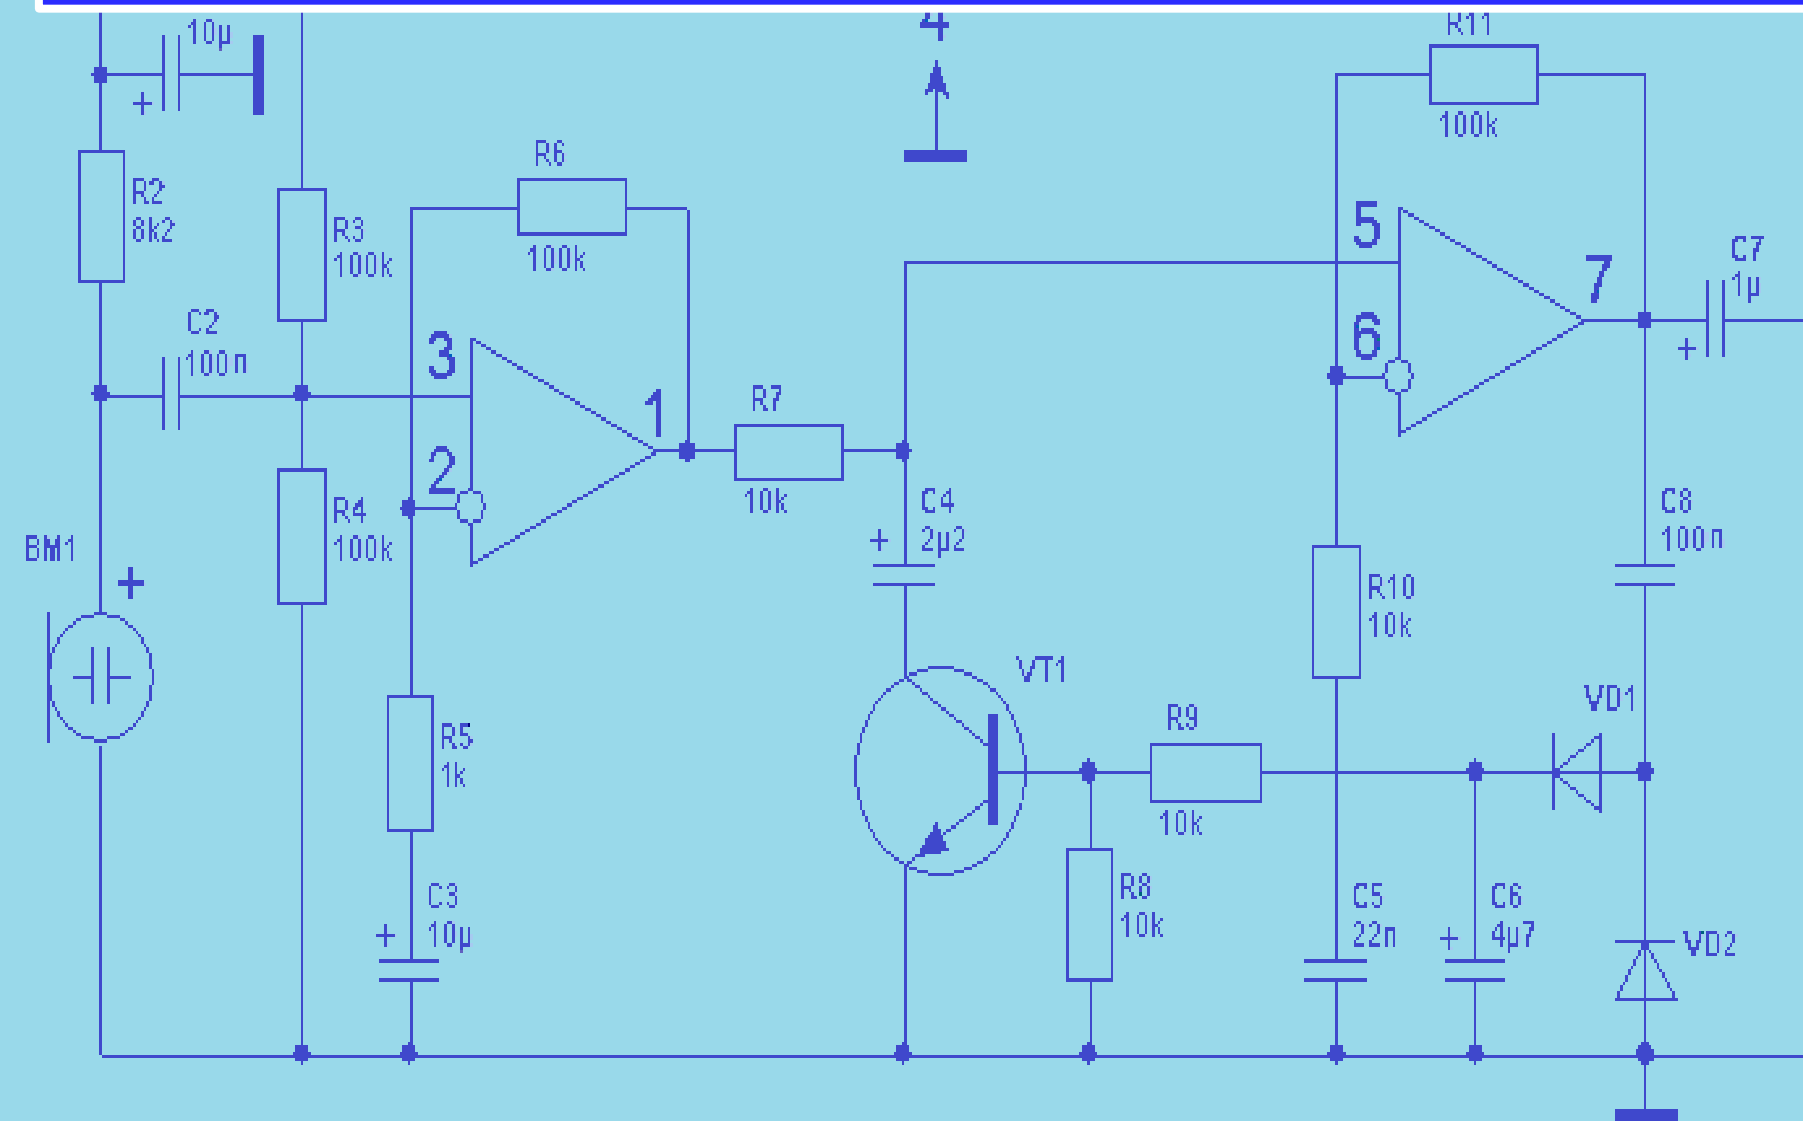 10µ
+
4
R11
100k
R2
8k2
R3
100k
R6
100k
C2
100n
3
2
1
R7
10k
5
6
7
C7
1µ
+
R4
100k
BM1
+
C4
+ 2µ2
R10
10k
C8
100n
R5
1k
VT1
R9
10k
VD1
C3
+ 10µ
R8
10k
C5
22n
C6
+ 4µ7
VD2